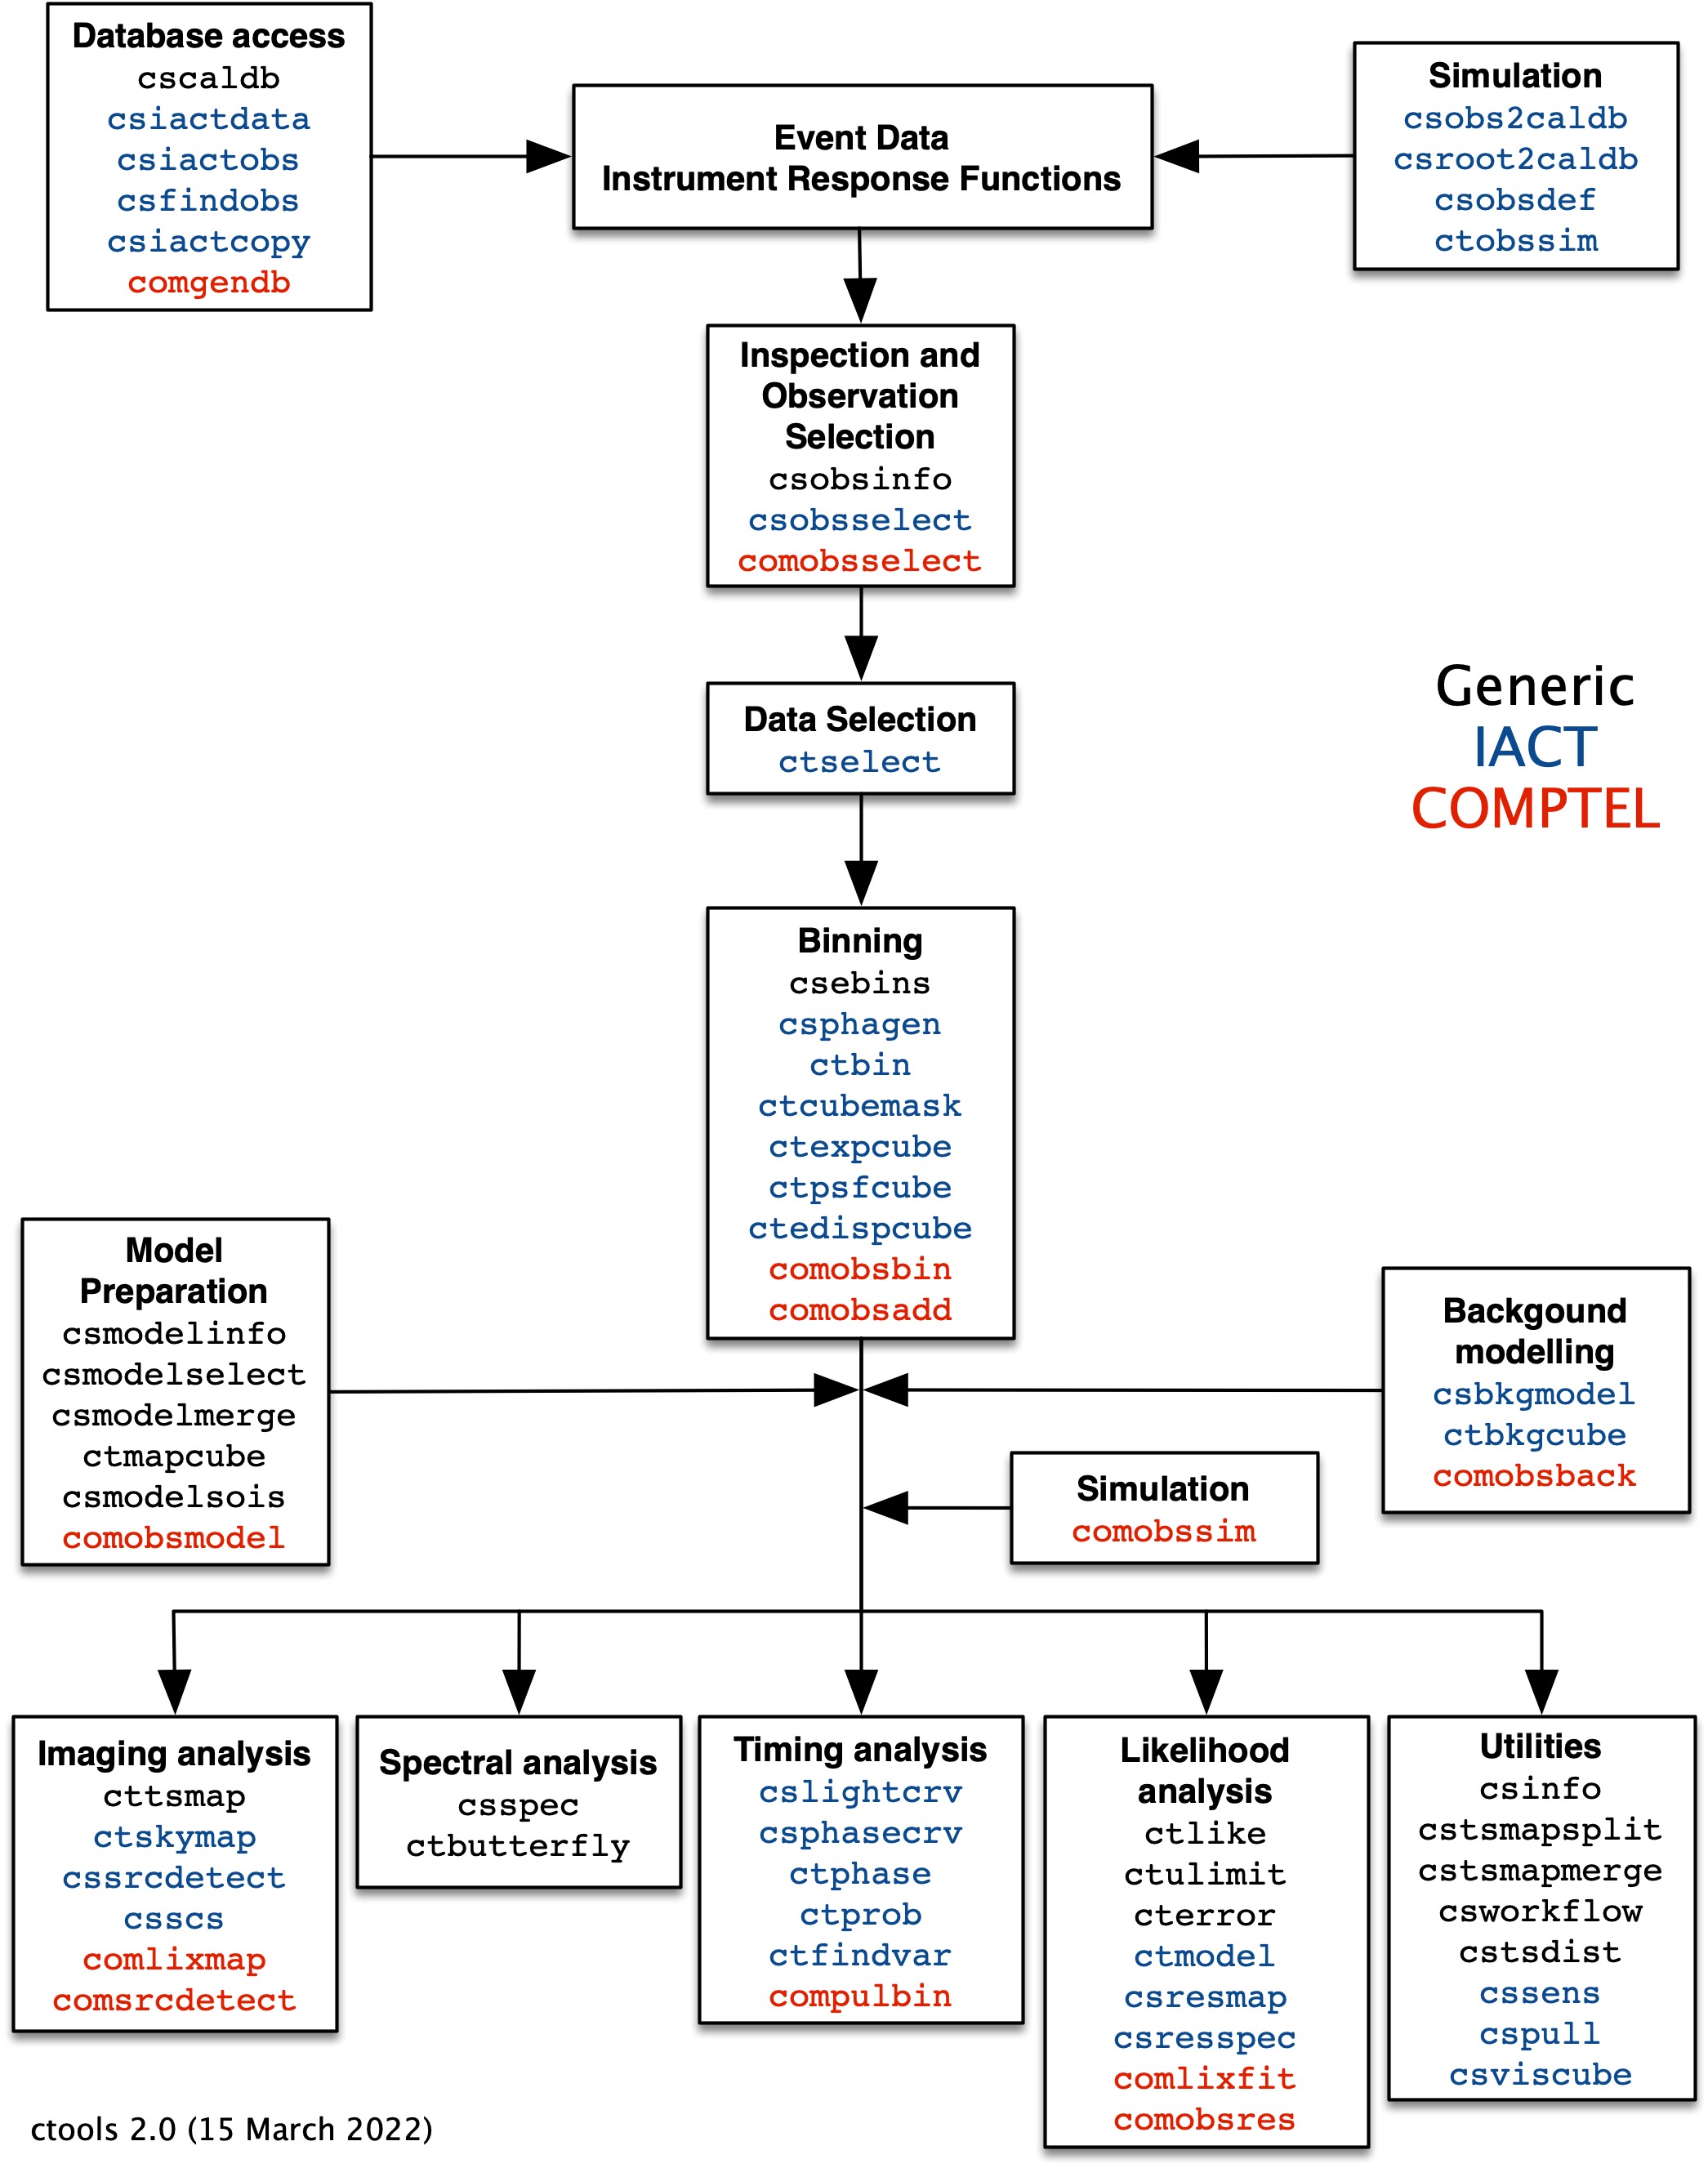 Database access
cscaldb
csiactdata
csiactobs
csfindobs
csiactcopy
comgendb
Event Data
Instrument Response Functions
Simulation
csobs2caldb
csroot2caldb
csobsdef
ctobssim
Inspection and
Observation
Selection
csobsinfo
csobsselect
comobsselect
Data Selection
ctselect
Generic
IACT
COMPTEL
Binning
csebins
csphagen
ctbin
ctcubemask
ctexpcube
ctpsfcube
ctedispcube
comobsbin
comobsadd
Model
Preparation
csmodelinfo
csmodelselect
csmodelmerge
ctmapcube
csmodelsois
comobsmodel
Backgound
modelling
csbkgmodel
ctbkgcube
comobsback
Simulation
comobssim
Imaging analysis
cttsmap
ctskymap
cssrcdetect
csscs
comlixmap
comsrcdetect
Spectral analysis
csspec
ctbutterfly
Timing analysis
cslightcrv
csphasecrv
ctphase
ctprob
ctfindvar
compulbin
Likelihood
analysis
ctlike
ctulimit
cterror
ctmodel
csresmap
csresspec
comlixfit
comobsres
Utilities
csinfo
cstsmapsplit
cstsmapmerge
csworkflow
cstsdist
cssens
cspull
csviscube
ctools 2.0 (15 March 2022)